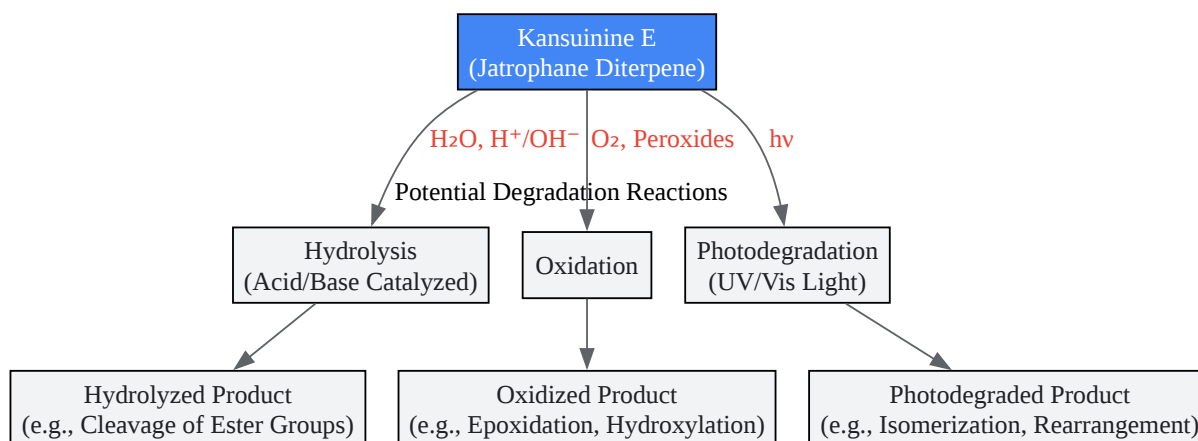 Kansuinine E
(Jatrophane Diterpene)
H₂O, H⁺/OH⁻
O₂, Peroxides
hν
Potential Degradation Reactions
Hydrolysis
(Acid/Base Catalyzed)
Oxidation
Photodegradation
(UV/Vis Light)
Hydrolyzed Product
(e.g., Cleavage of Ester Groups)
Oxidized Product
(e.g., Epoxidation, Hydroxylation)
Photodegraded Product
(e.g., Isomerization, Rearrangement)